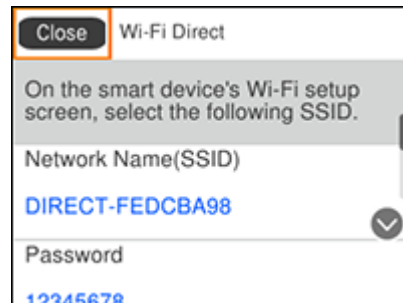 Close Wi-Fi Direct
On the smart device's Wi-Fi setup
screen, select the following SSID.
Network Name(SSID)
DIRECT-FEDCBA98
Password
12345678